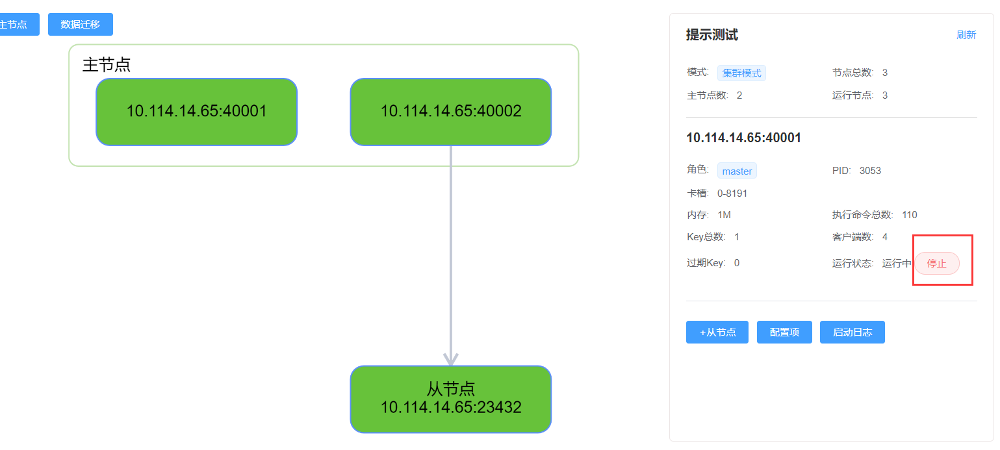 主节点
数据迁移
主节点
10.114.14.65:40001
10.114.14.65:40002
从节点
10.114.14.65:23432
提示测试
刷新
模式: 集群模式
节点总数: 3
主节点数: 2
运行节点: 3
10.114.14.65:40001
角色: master
PID: 3053
卡槽: 0-8191
内存: 1M
执行命令总数: 110
Key总数: 1
客户端数: 4
过期Key: 0
运行状态: 运行中 停止
+从节点
配置项
启动日志